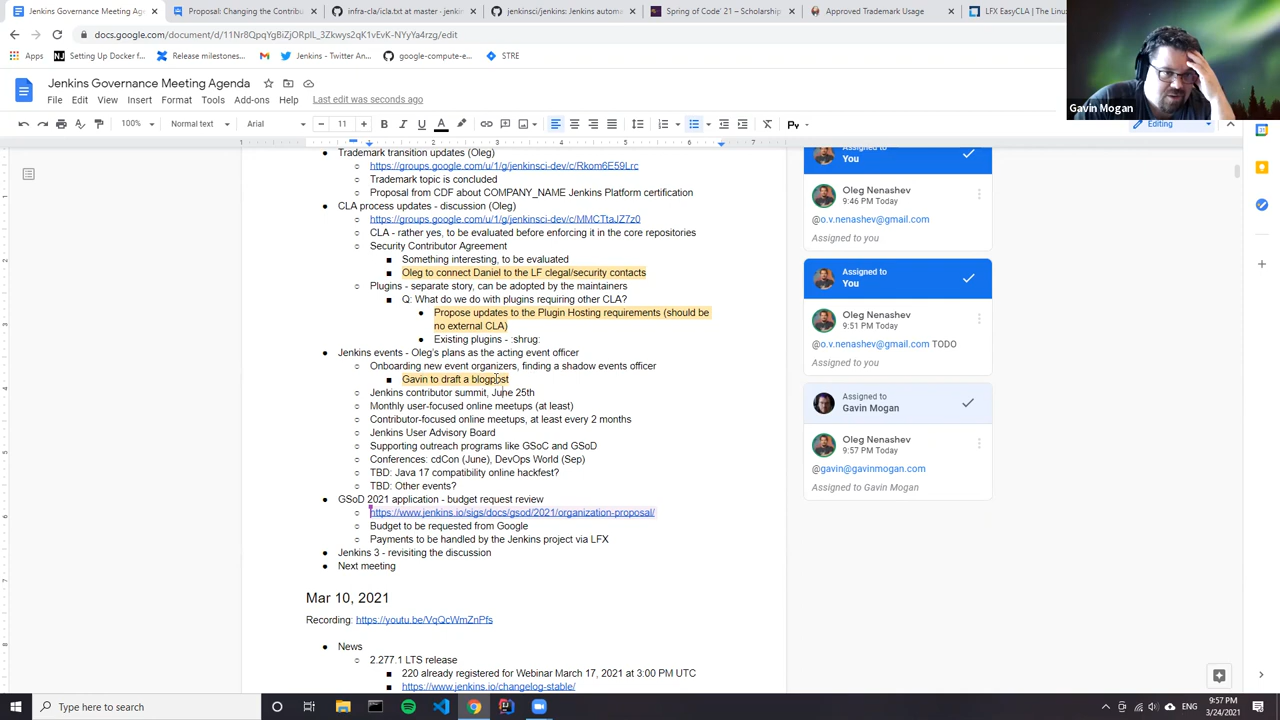 Jenkins Governance Meeting Age
Proposal: Changing the Contribu
infra-cla/icla.txt at master · jenki
jenkinsci/jenkins: Jenkins autom
Spring of Code' 21 – Scholarship
Approved Trademark Usage
LFX EasyCLA | The Linu
docs.google.com/document/d/11Nr8QpqYgBiZjORplL_3Zkwys2qK1vEvK-NYyYa4rzg/edit
Apps
Setting Up Docker f...
Release milestones...
Jenkins - Twitter An...
google-compute-e...
STRE
Jenkins Governance Meeting Agenda
File Edit View Insert Format Tools Add-ons Help Last edit was seconds ago
100% Normal text Arial 11
Editing
Gavin Mogan
Trademark transition updates (Oleg)
https://groups.google.com/u/1/g/jenkinsci-dev/c/Rkom6E59Lrc
Trademark topic is concluded
Proposal from CDF about COMPANY_NAME Jenkins Platform certification
CLA process updates - discussion (Oleg)
https://groups.google.com/u/1/g/jenkinsci-dev/c/MMCTtaJZ7z0
CLA - rather yes, to be evaluated before enforcing it in the core repositories
Security Contributor Agreement
Something interesting, to be evaluated
Oleg to connect Daniel to the LF clegal/security contacts
Plugins - separate story, can be adopted by the maintainers
Q: What do we do with plugins requiring other CLA?
Propose updates to the Plugin Hosting requirements (should be
no external CLA)
Existing plugins - :shrug:
Jenkins events - Oleg's plans as the acting event officer
Onboarding new event organizers, finding a shadow events officer
Gavin to draft a blogpost
Jenkins contributor summit, June 25th
Monthly user-focused online meetups (at least)
Contributor-focused online meetups, at least every 2 months
Jenkins User Advisory Board
Supporting outreach programs like GSoC and GSoD
Conferences: cdCon (June), DevOps World (Sep)
TBD: Java 17 compatibility online hackfest?
TBD: Other events?
GSoD 2021 application - budget request review
https://www.jenkins.io/sigs/docs/gsod/2021/organization-proposal/
Budget to be requested from Google
Payments to be handled by the Jenkins project via LFX
Jenkins 3 - revisiting the discussion
Next meeting
Mar 10, 2021
Recording: https://youtu.be/VqQcWmZnPfs
News
2.277.1 LTS release
220 already registered for Webinar March 17, 2021 at 3:00 PM UTC
https://www.jenkins.io/changelog-stable/
Assigned to
You
Oleg Nenashev
9:46 PM Today
@o.v.nenashev@gmail.com
Assigned to you
Assigned to
You
Oleg Nenashev
9:51 PM Today
@o.v.nenashev@gmail.com TODO
Assigned to you
Assigned to
Gavin Mogan
Oleg Nenashev
9:57 PM Today
@gavin@gavinmogan.com
Assigned to Gavin Mogan
Type here to search
ENG
9:57 PM
3/24/2021